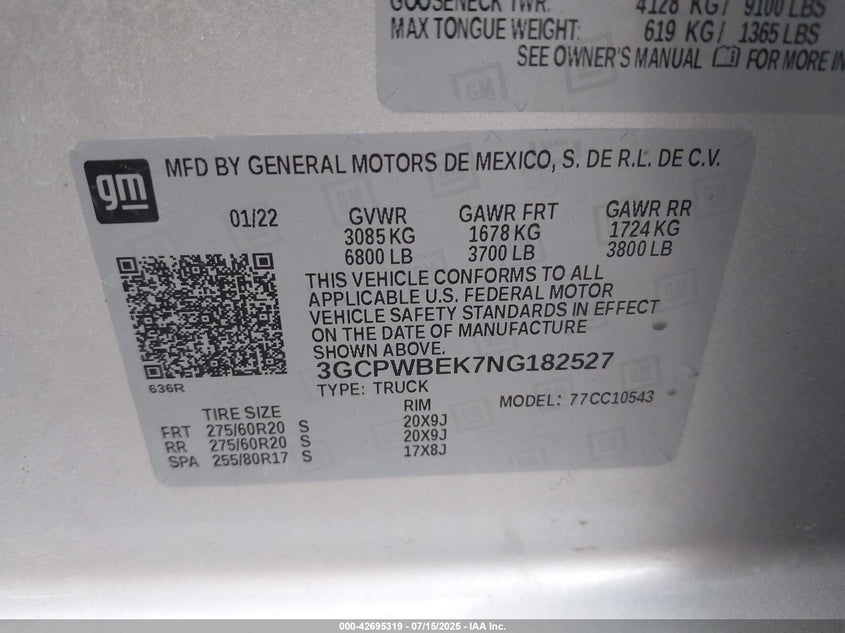 GOOSENECK TWR: 4128 KG/ 9100 LBS
MAX TONGUE WEIGHT: 619 KG/ 1365 LBS
SEE OWNER'S MANUAL FOR MORE IN
gm
MFD BY GENERAL MOTORS DE MEXICO, S. DE R.L. DE C.V.
01/22 GVWR GAWR FRT GAWR RR
3085 KG 1678 KG 1724 KG
6800 LB 3700 LB 3800 LB
THIS VEHICLE CONFORMS TO ALL
APPLICABLE U.S. FEDERAL MOTOR
VEHICLE SAFETY STANDARDS IN EFFECT
ON THE DATE OF MANUFACTURE
SHOWN ABOVE.
3GCPWBEK7NG182527
636R
TYPE: TRUCK
MODEL: 77CC10543
TIRE SIZE RIM
FRT 275/60R20 S 20X9J
RR 275/60R20 S 20X9J
SPA 255/80R17 S 17X8J
000-42695319 - 07/15/2025 - IAA Inc.